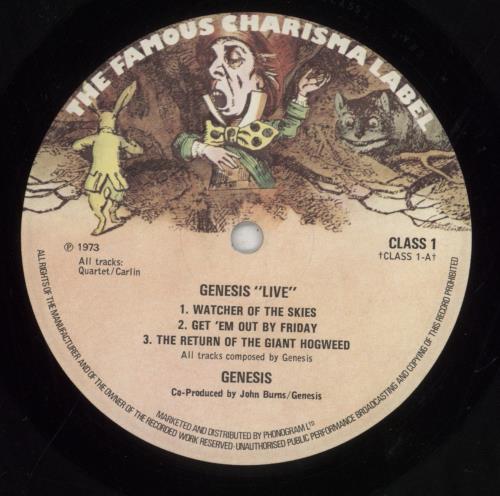 THE FAMOUS CHARISMA LABEL
℗ 1973
All tracks:
Quartet/Carlin
CLASS 1
†CLASS 1-A†
GENESIS "LIVE"
1. WATCHER OF THE SKIES
2. GET 'EM OUT BY FRIDAY
3. THE RETURN OF THE GIANT HOGWEED
All tracks composed by Genesis
GENESIS
Co-Produced by John Burns/Genesis
MARKETED AND DISTRIBUTED BY PHONOGRAM LTD
ALL RIGHTS OF THE MANUFACTURER AND OF THE OWNER OF THE RECORDED WORK RESERVED·UNAUTHORISED PUBLIC PERFORMANCE BROADCASTING AND COPYING OF THIS RECORD PROHIBITED